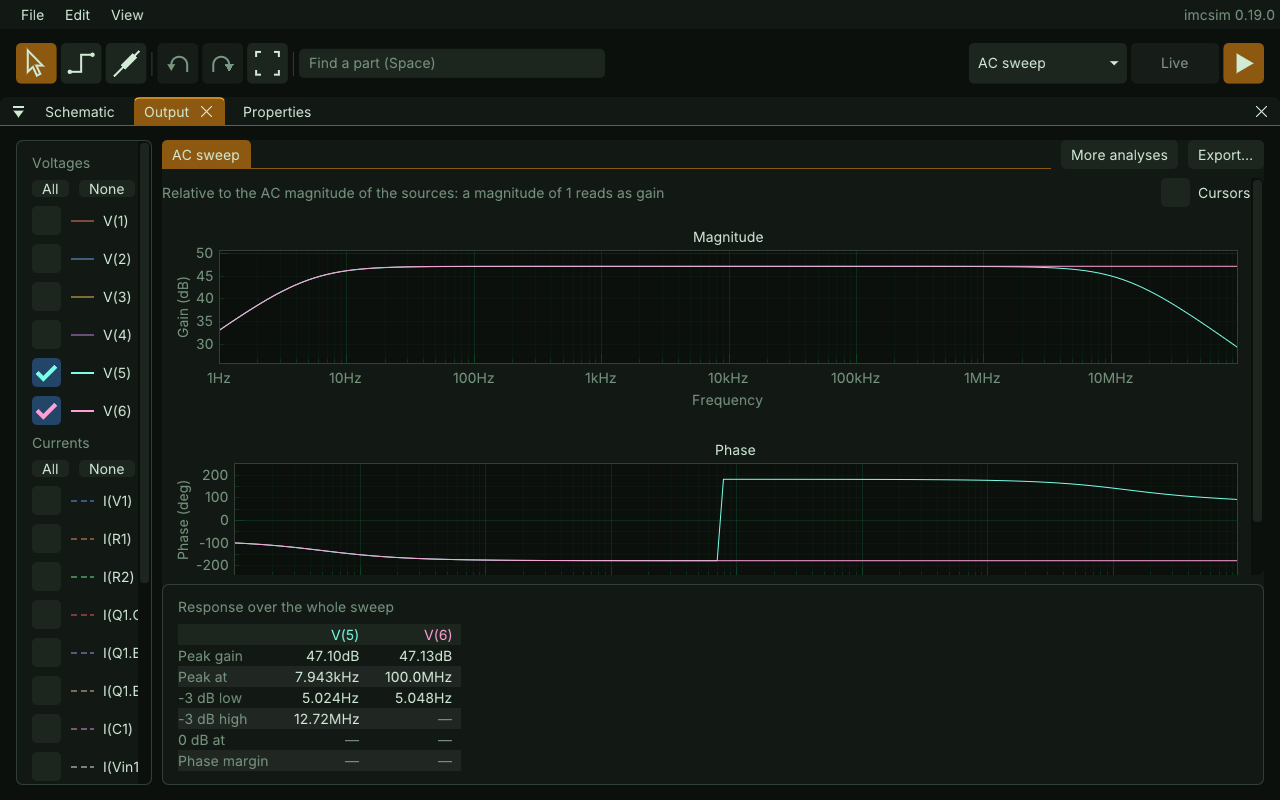 File Edit View imcsim 0.19.0
Find a part (Space) AC sweep Live
Schematic Output Properties
Voltages
All None
V(1)
V(2)
V(3)
V(4)
V(5)
V(6)
Currents
All None
I(V1)
I(R1)
I(R2)
I(Q1.
I(Q1.E
I(Q1.E
I(C1)
I(Vin1
AC sweep More analyses Export...
Relative to the AC magnitude of the sources: a magnitude of 1 reads as gain Cursors
Magnitude
Gain (dB)
50
45
40
35
30
1Hz 10Hz 100Hz 1kHz 10kHz 100kHz 1MHz 10MHz
Frequency
Phase
Phase (deg)
200
100
0
-100
-200
Response over the whole sweep
V(5) V(6)
Peak gain 47.10dB 47.13dB
Peak at 7.943kHz 100.0MHz
-3 dB low 5.024Hz 5.048Hz
-3 dB high 12.72MHz —
0 dB at — —
Phase margin — —